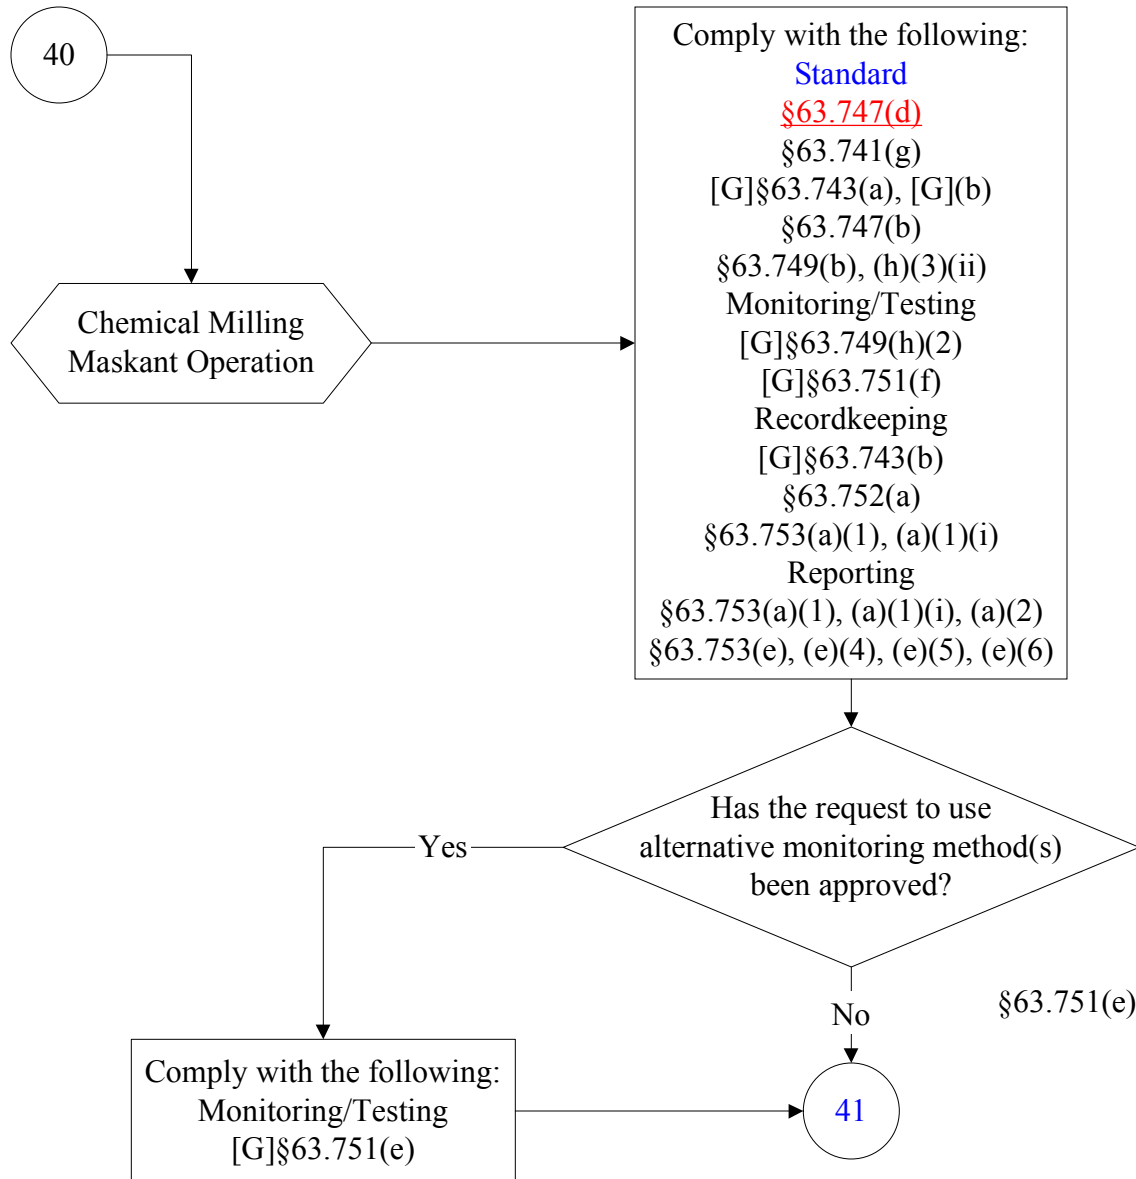 40
Chemical Milling
Maskant Operation
Comply with the following:
Standard
§63.747(d)
§63.741(g)
[G]§63.743(a), [G](b)
§63.747(b)
§63.749(b), (h)(3)(ii)
Monitoring/Testing
[G]§63.749(h)(2)
[G]§63.751(f)
Recordkeeping
[G]§63.743(b)
§63.752(a)
§63.753(a)(1), (a)(1)(i)
Reporting
§63.753(a)(1), (a)(1)(i), (a)(2)
§63.753(e), (e)(4), (e)(5), (e)(6)
Has the request to use
alternative monitoring method(s)
been approved?
Yes
No
§63.751(e)
Comply with the following:
Monitoring/Testing
[G]§63.751(e)
41